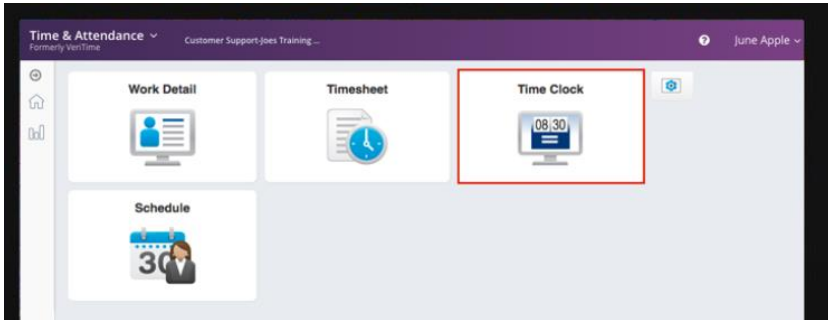 Time & Attendance
Formerly VeriTime
Customer Support-Joes Training ...
June Apple
Work Detail
Timesheet
Time Clock
08 30
Schedule
30